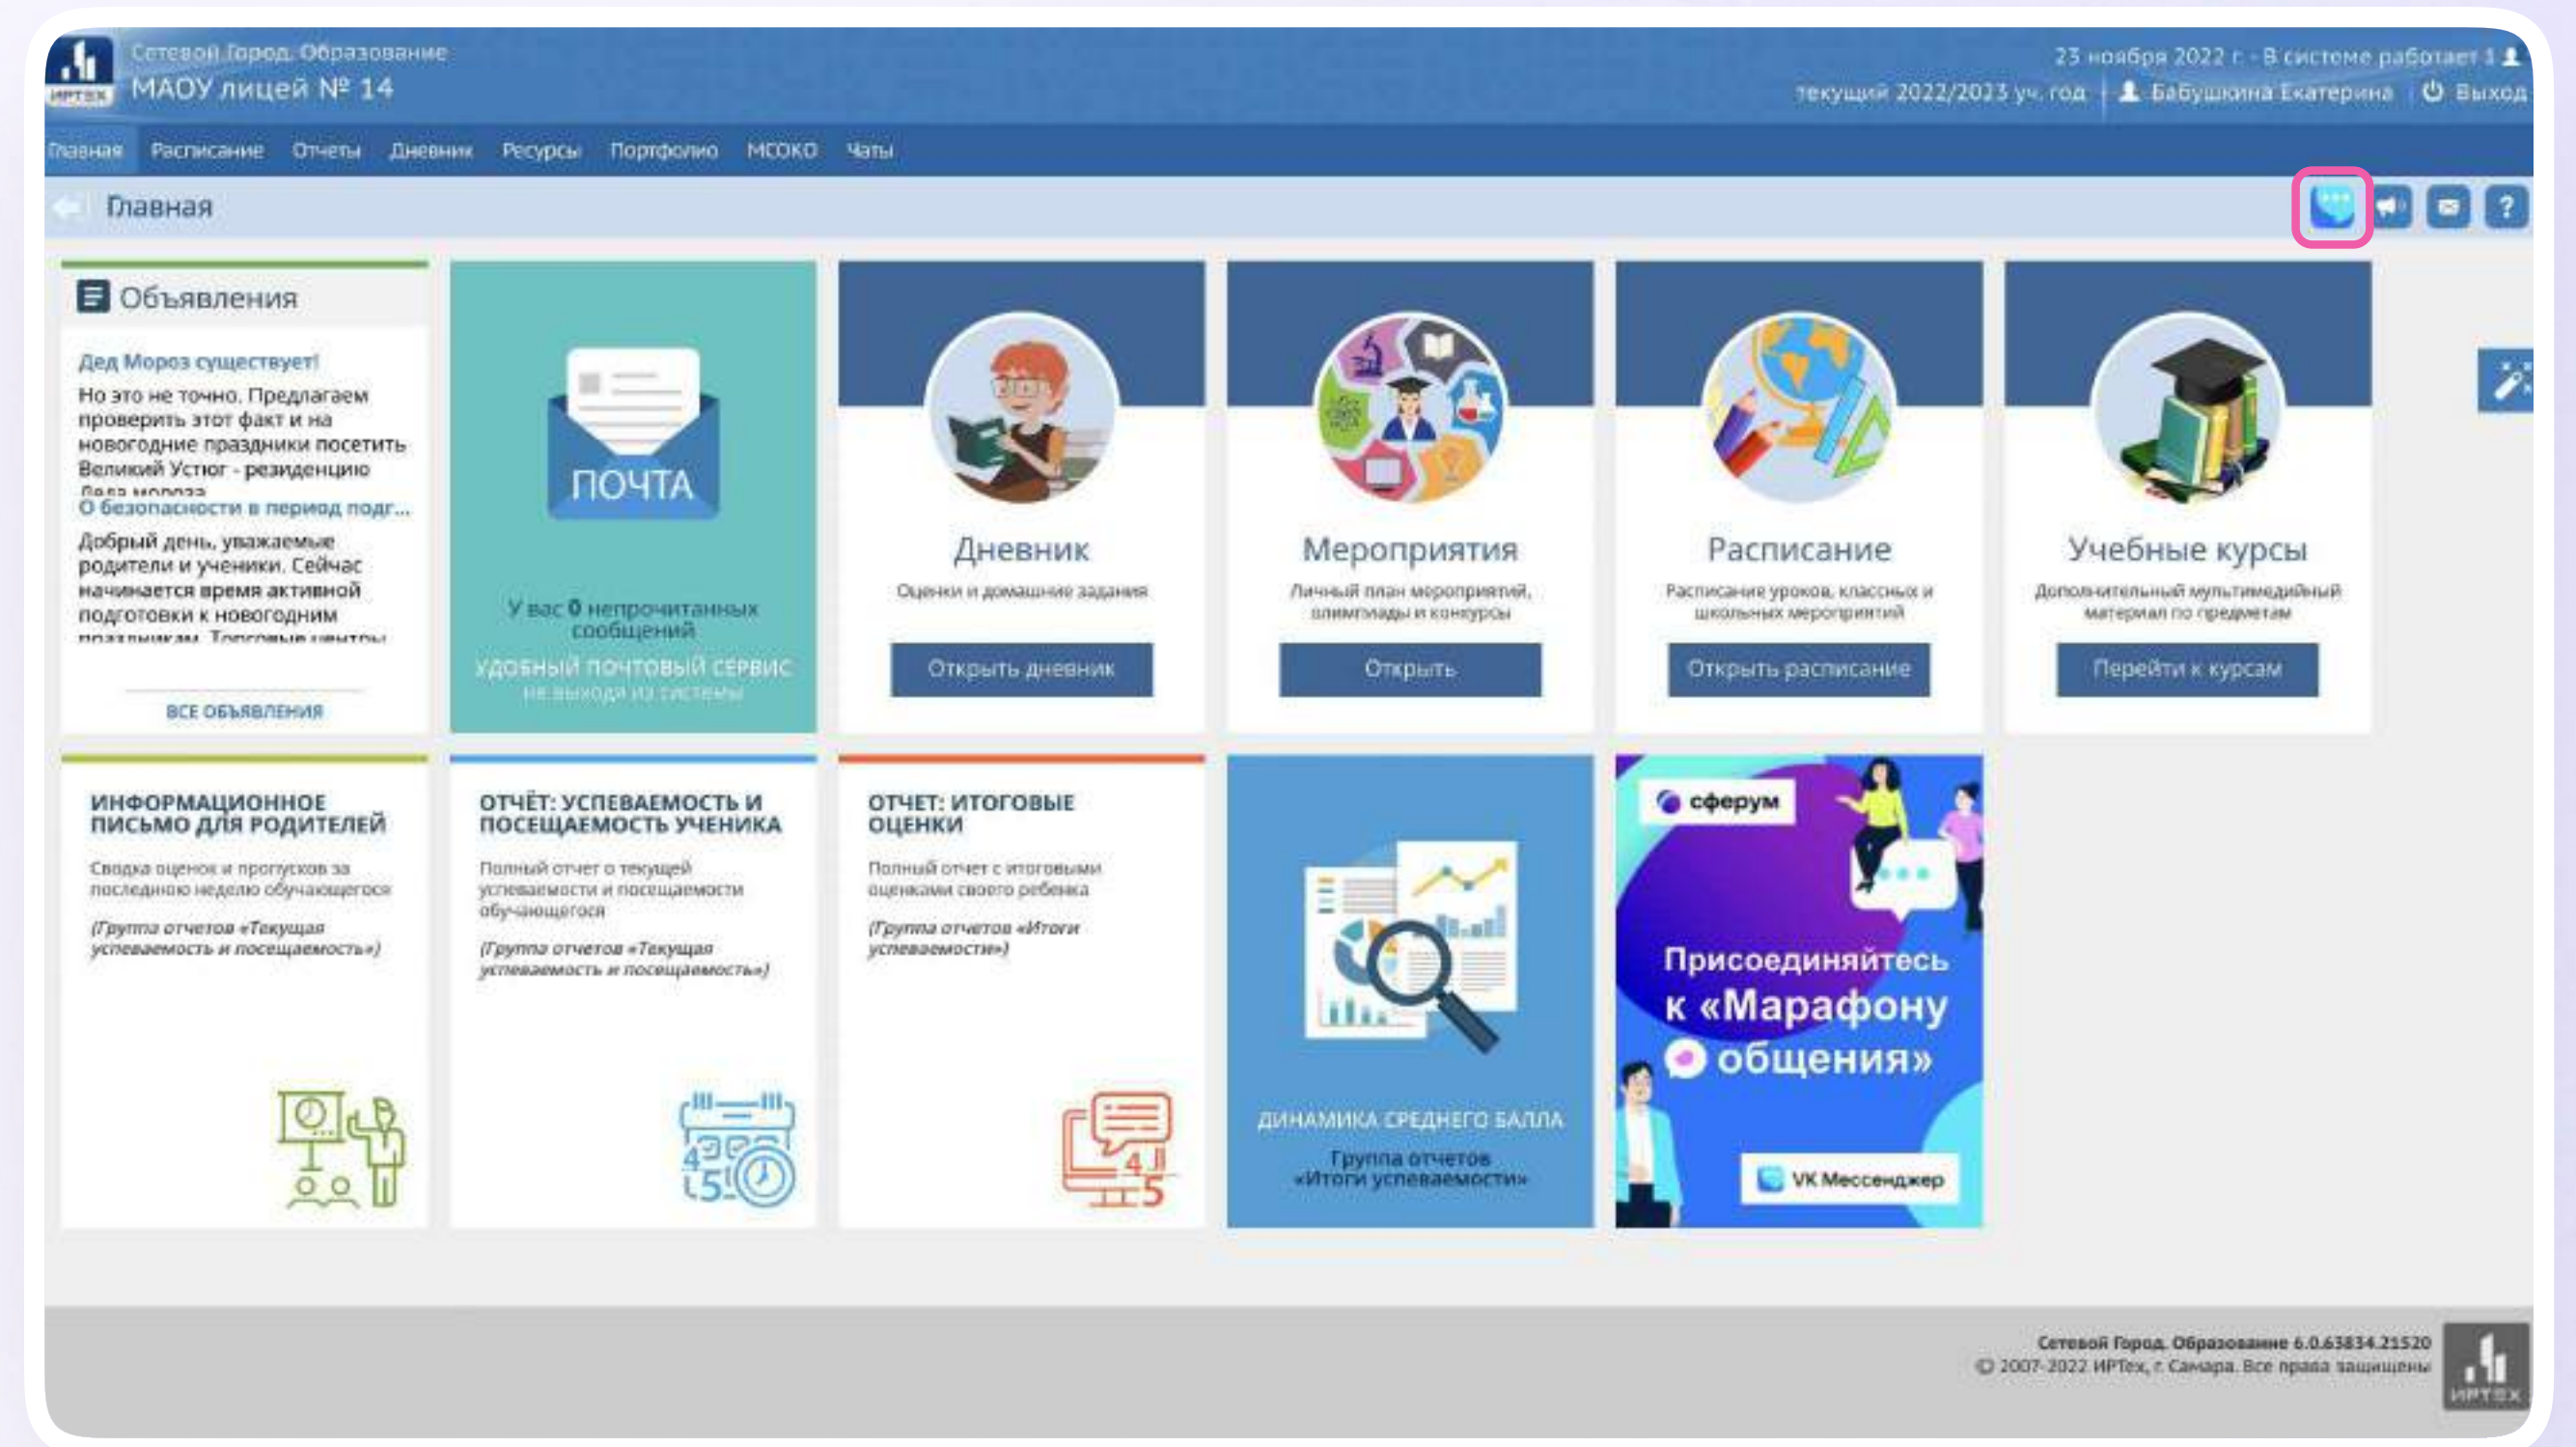 Сетевой Город. Образование
МАОУ лицей № 14
ИРТЕХ
23 ноября 2022 г. - В системе работает 1
текущий 2022/2023 уч. год
Бабушкина Екатерина
Выход
Главная Расписание Отчеты Дневник Ресурсы Портфолио МСОКО Чаты
Главная
?
Объявления
Дед Мороз существует!
Но это не точно. Предлагаем
проверить этот факт и на
новогодние праздники посетить
Великий Устюг - резиденцию
Деда мороза
О безопасности в период подг...
Добрый день, уважаемые
родители и ученики. Сейчас
начинается время активной
подготовки к новогодним
праздникам. Торговые центры
ВСЕ ОБЪЯВЛЕНИЯ
ПОЧТА
У вас 0 непрочитанных
сообщений
УДОБНЫЙ ПОЧТОВЫЙ СЕРВИС
не выходя из системы
Дневник
Оценки и домашние задания
Открыть дневник
Мероприятия
Личный план мероприятий,
олимпиады и конкурсы
Открыть
Расписание
Расписание уроков, классных и
школьных мероприятий
Открыть расписание
Учебные курсы
Дополнительный мультимедийный
материал по предметам
Перейти к курсам
ИНФОРМАЦИОННОЕ
ПИСЬМО ДЛЯ РОДИТЕЛЕЙ
Сводка оценок и пропусков за
последнюю неделю обучающегося
(Группа отчетов «Текущая
успеваемость и посещаемость»)
ОТЧЁТ: УСПЕВАЕМОСТЬ И
ПОСЕЩАЕМОСТЬ УЧЕНИКА
Полный отчет о текущей
успеваемости и посещаемости
обучающегося
(Группа отчетов «Текущая
успеваемость и посещаемость»)
ОТЧЕТ: ИТОГОВЫЕ
ОЦЕНКИ
Полный отчет с итоговыми
оценками своего ребенка
(Группа отчетов «Итоги
успеваемости»)
ДИНАМИКА СРЕДНЕГО БАЛЛА
Группа отчетов
«Итоги успеваемости»
сферум
Присоединяйтесь
к «Марафону
общения»
VK Мессенджер
Сетевой Город. Образование 6.0.63834.21520
© 2007-2022 ИРТех, г. Самара. Все права защищены
ИРТЕХ